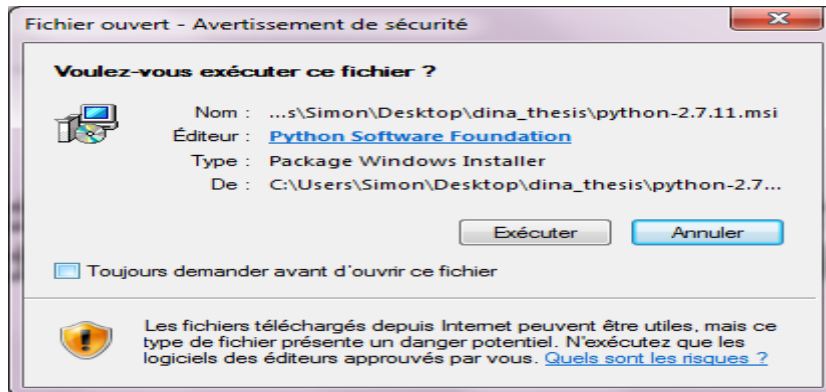 Fichier ouvert - Avertissement de sécurité
Voulez-vous exécuter ce fichier ?
Nom : ...s\Simon\Desktop\dina_thesis\python-2.7.11.msi
Éditeur : Python Software Foundation
Type : Package Windows Installer
De : C:\Users\Simon\Desktop\dina_thesis\python-2.7...
Exécuter Annuler
Toujours demander avant d'ouvrir ce fichier
Les fichiers téléchargés depuis Internet peuvent être utiles, mais ce
type de fichier présente un danger potentiel. N'exécutez que les
logiciels des éditeurs approuvés par vous. Quels sont les risques ?